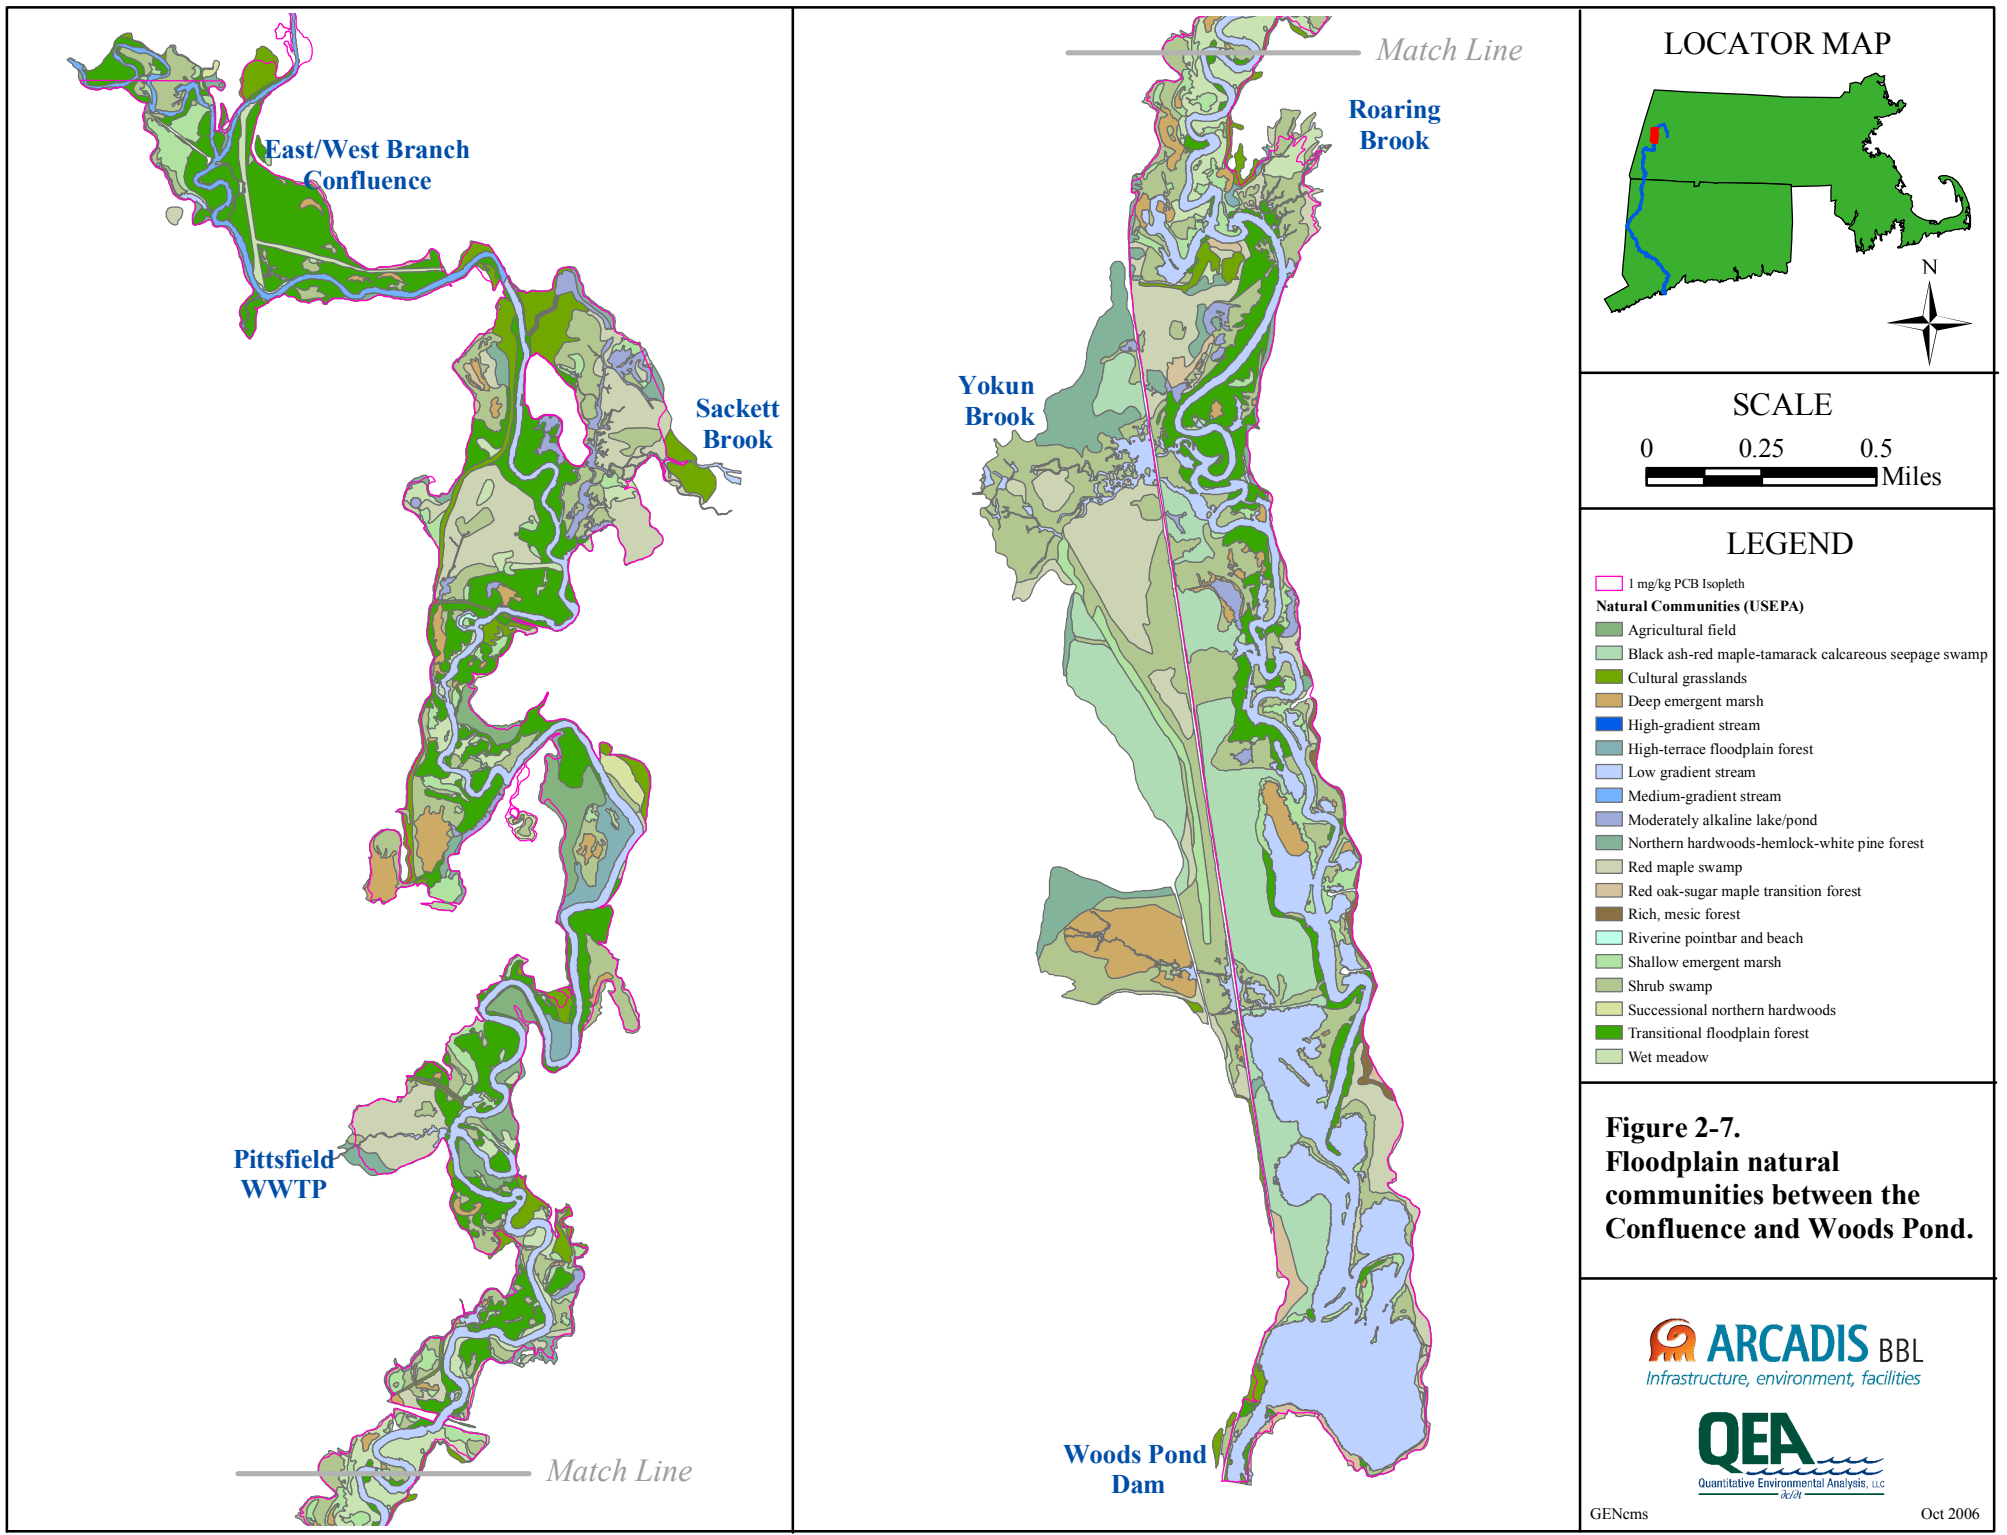 East/West Branch
Confluence
Sackett
Brook
Pittsfield
WWTP
Match Line
Match Line
Roaring
Brook
Yokun
Brook
Woods Pond
Dam
LOCATOR MAP
N
SCALE
0 0.25 0.5
Miles
LEGEND
1 mg/kg PCB Isopleth
Natural Communities (USEPA)
Agricultural field
Black ash-red maple-tamarack calcareous seepage swamp
Cultural grasslands
Deep emergent marsh
High-gradient stream
High-terrace floodplain forest
Low gradient stream
Medium-gradient stream
Moderately alkaline lake/pond
Northern hardwoods-hemlock-white pine forest
Red maple swamp
Red oak-sugar maple transition forest
Rich, mesic forest
Riverine pointbar and beach
Shallow emergent marsh
Shrub swamp
Successional northern hardwoods
Transitional floodplain forest
Wet meadow
Figure 2-7.
Floodplain natural
communities between the
Confluence and Woods Pond.
ARCADIS BBL
Infrastructure, environment, facilities
QEA
Quantitative Environmental Analysis, LLC
∂c/∂t
GENcms Oct 2006